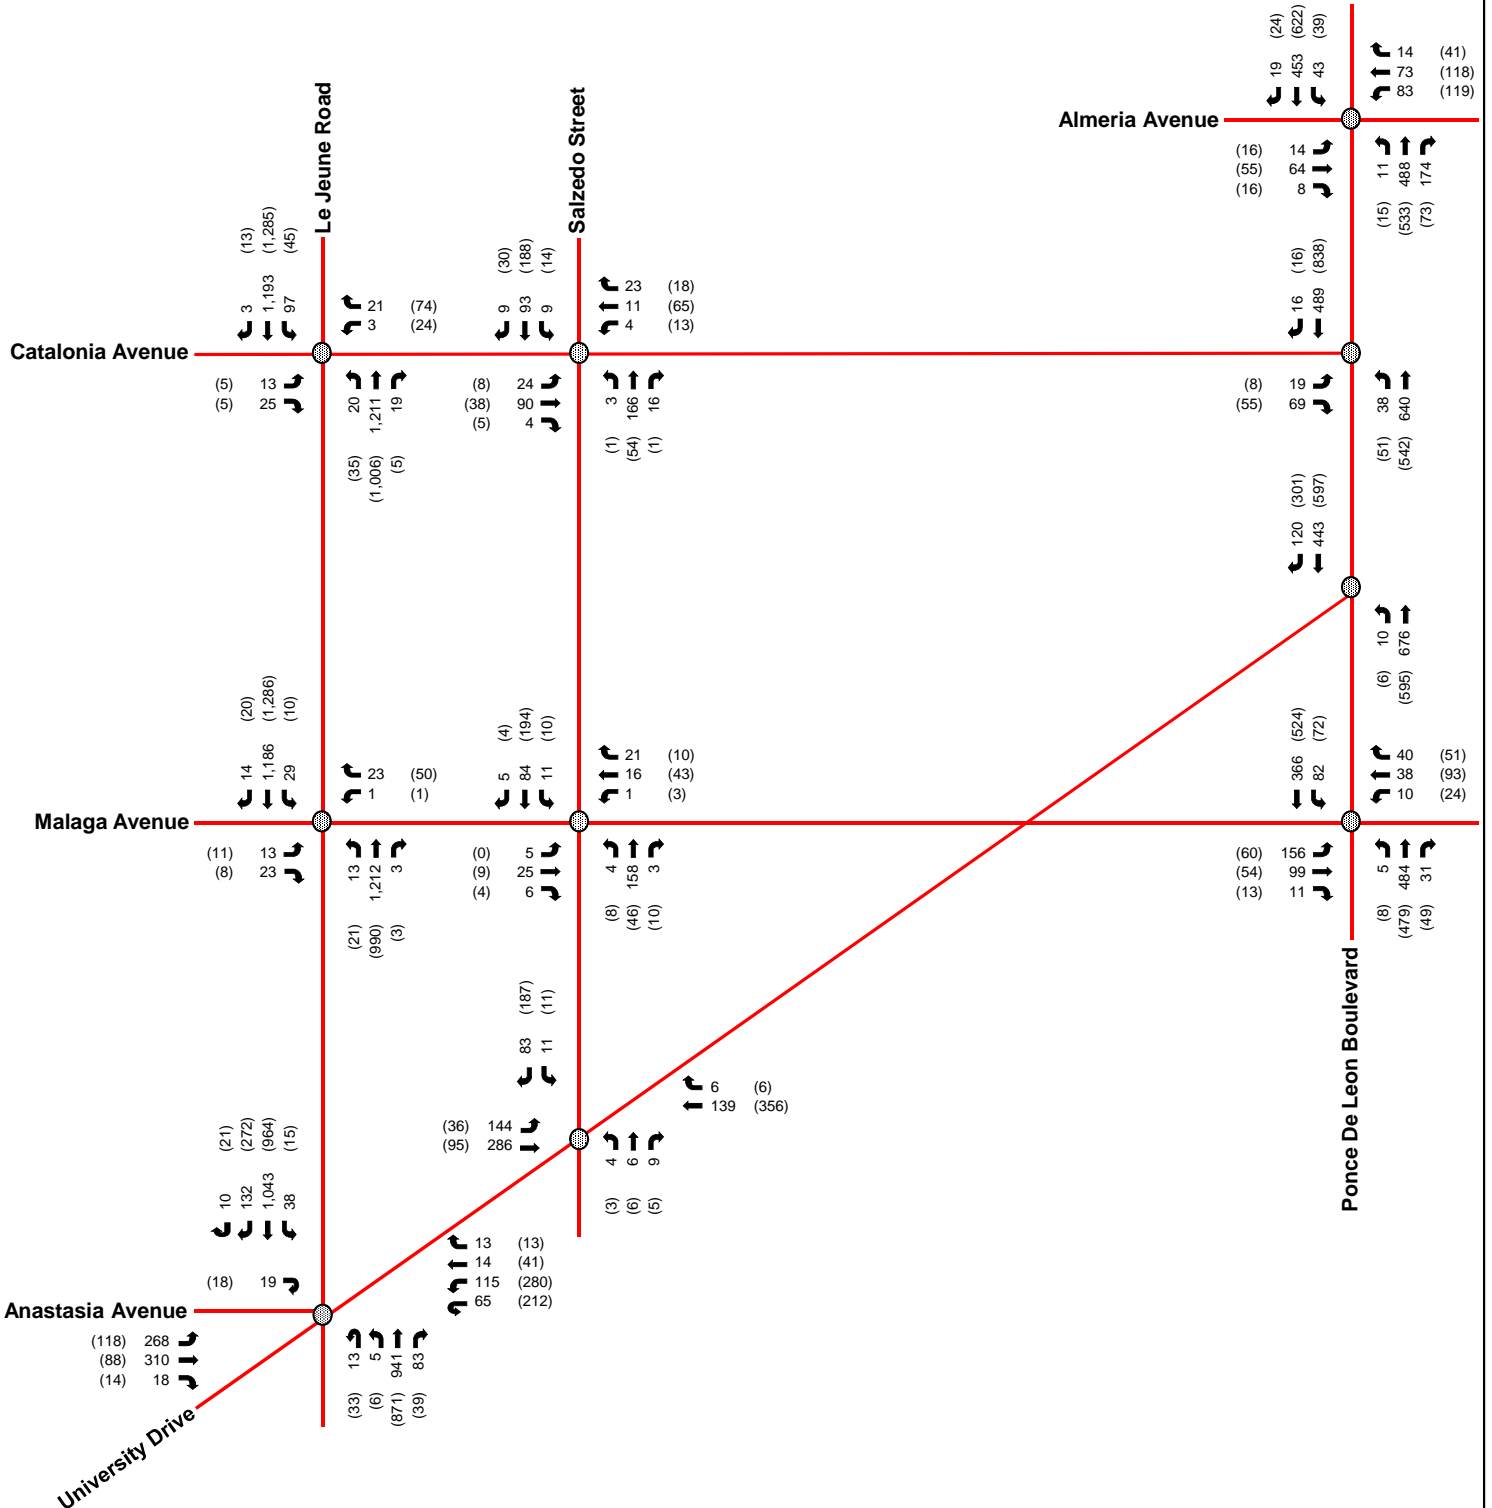 (24) (622) (39)
19 453 43
14 (41)
73 (118)
83 (119)
Almeria Avenue
(16) 14
(55) 64
(16) 8
11 488 174
(15) (533) (73)
Le Jeune Road
Salzedo Street
(13) (1,285) (45)
3 1,193 97
21 (74)
3 (24)
(30) (188) (14)
9 93 9
23 (18)
11 (65)
4 (13)
(16) (838)
16 489
Catalonia Avenue
(5) 13
(5) 25
20 1,211 19
(35) (1,006) (5)
(8) 24
(38) 90
(5) 4
3 166 16
(1) (54) (1)
(8) 19
(55) 69
38 640
(51) (542)
(301) (597)
120 443
10 676
(6) (595)
(20) (1,286) (10)
14 1,186 29
23 (50)
1 (1)
(4) (194) (10)
5 84 11
21 (10)
16 (43)
1 (3)
(524) (72)
366 82
40 (51)
38 (93)
10 (24)
Malaga Avenue
(11) 13
(8) 23
13 1,212 3
(21) (990) (3)
(0) 5
(9) 25
(4) 6
4 158 3
(8) (46) (10)
(60) 156
(54) 99
(13) 11
5 484 31
(8) (479) (49)
Ponce De Leon Boulevard
(187) (11)
83 11
6 (6)
139 (356)
(36) 144
(95) 286
4 6 9
(3) (6) (5)
(21) (272) (964) (15)
10 132 1,043 38
13 (13)
14 (41)
115 (280)
65 (212)
(18) 19
Anastasia Avenue
(118) 268
(88) 310
(14) 18
13 5 941 83
(33) (6) (871) (39)
University Drive